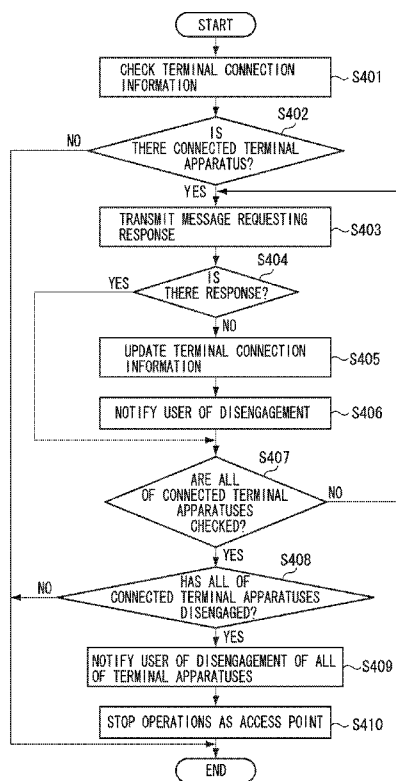 START
CHECK TERMINAL CONNECTION
INFORMATION
S401
S402
IS
THERE CONNECTED TERMINAL
APPARATUS?
NO
YES
TRANSMIT MESSAGE REQUESTING
RESPONSE
S403
S404
IS
THERE RESPONSE?
YES
NO
UPDATE TERMINAL CONNECTION
INFORMATION
S405
NOTIFY USER OF DISENGAGEMENT
S406
S407
ARE ALL
OF CONNECTED TERMINAL
APPARATUSES
CHECKED?
NO
YES
S408
HAS ALL OF
CONNECTED TERMINAL APPARATUSES
DISENGAGED?
NO
YES
NOTIFY USER OF DISENGAGEMENT OF ALL
OF TERMINAL APPARATUSES
S409
STOP OPERATIONS AS ACCESS POINT
S410
END